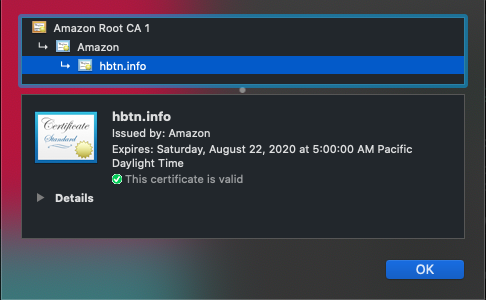 Amazon Root CA 1
Amazon
hbtn.info
hbtn.info
Issued by: Amazon
Expires: Saturday, August 22, 2020 at 5:00:00 AM Pacific
Daylight Time
This certificate is valid
Details
Certificate
Standard
OK